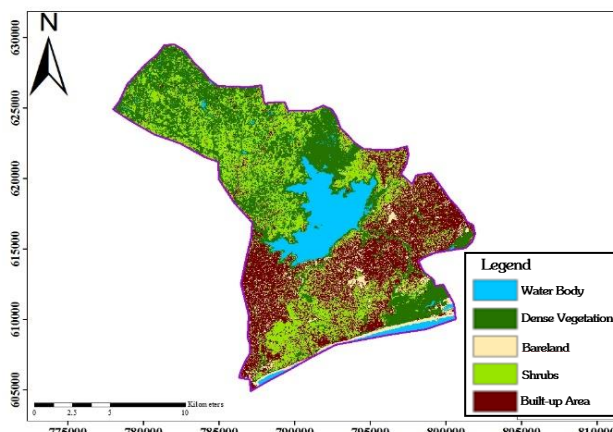 N
630000
625000
620000
615000
610000
605000
Legend
Water Body
Dense Vegetation
Bareland
Shrubs
Built-up Area
Kilometers
0 2.5 5 10
775000 780000 785000 790000 795000 800000 805000 810000